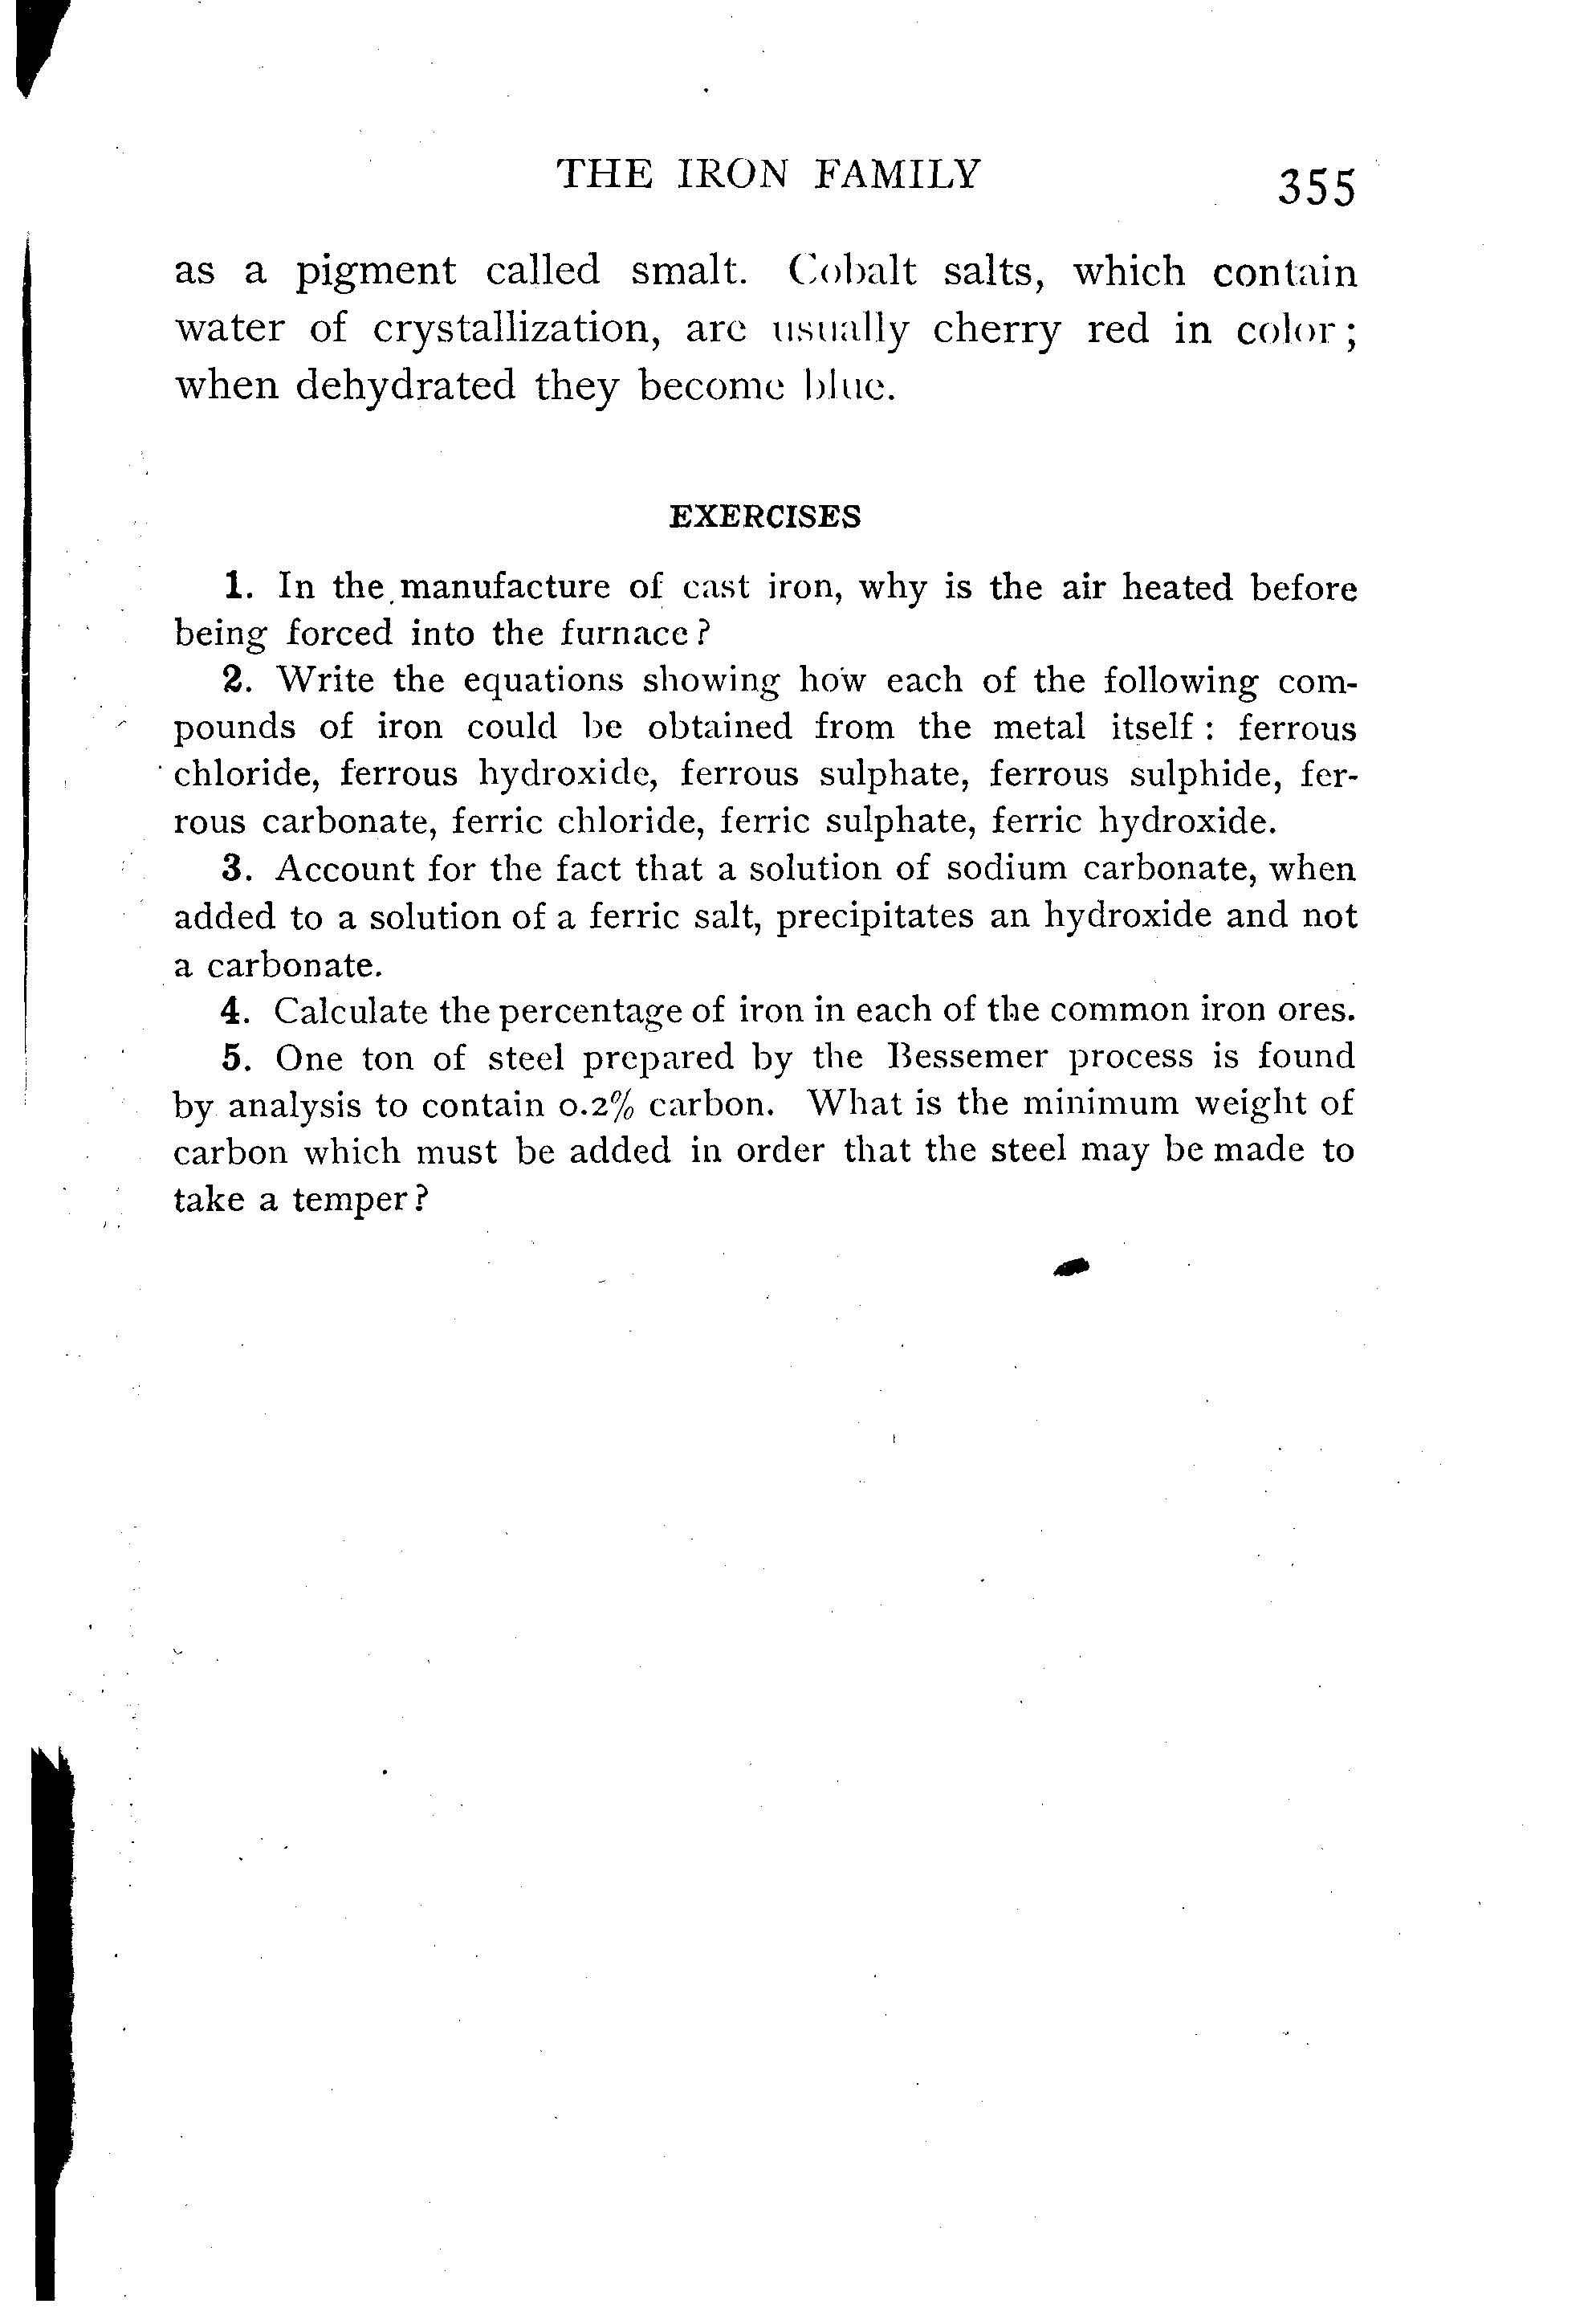 THE IRON FAMILY 355
as a pigment called smalt. Cobalt salts, which contain
water of crystallization, are usually cherry red in color;
when dehydrated they become blue.
EXERCISES
1. In the manufacture of cast iron, why is the air heated before
being forced into the furnace?
2. Write the equations showing how each of the following com-
pounds of iron could be obtained from the metal itself: ferrous
chloride, ferrous hydroxide, ferrous sulphate, ferrous sulphide, fer-
rous carbonate, ferric chloride, ferric sulphate, ferric hydroxide.
3. Account for the fact that a solution of sodium carbonate, when
added to a solution of a ferric salt, precipitates an hydroxide and not
a carbonate.
4. Calculate the percentage of iron in each of the common iron ores.
5. One ton of steel prepared by the Bessemer process is found
by analysis to contain 0.2% carbon. What is the minimum weight of
carbon which must be added in order that the steel may be made to
take a temper?